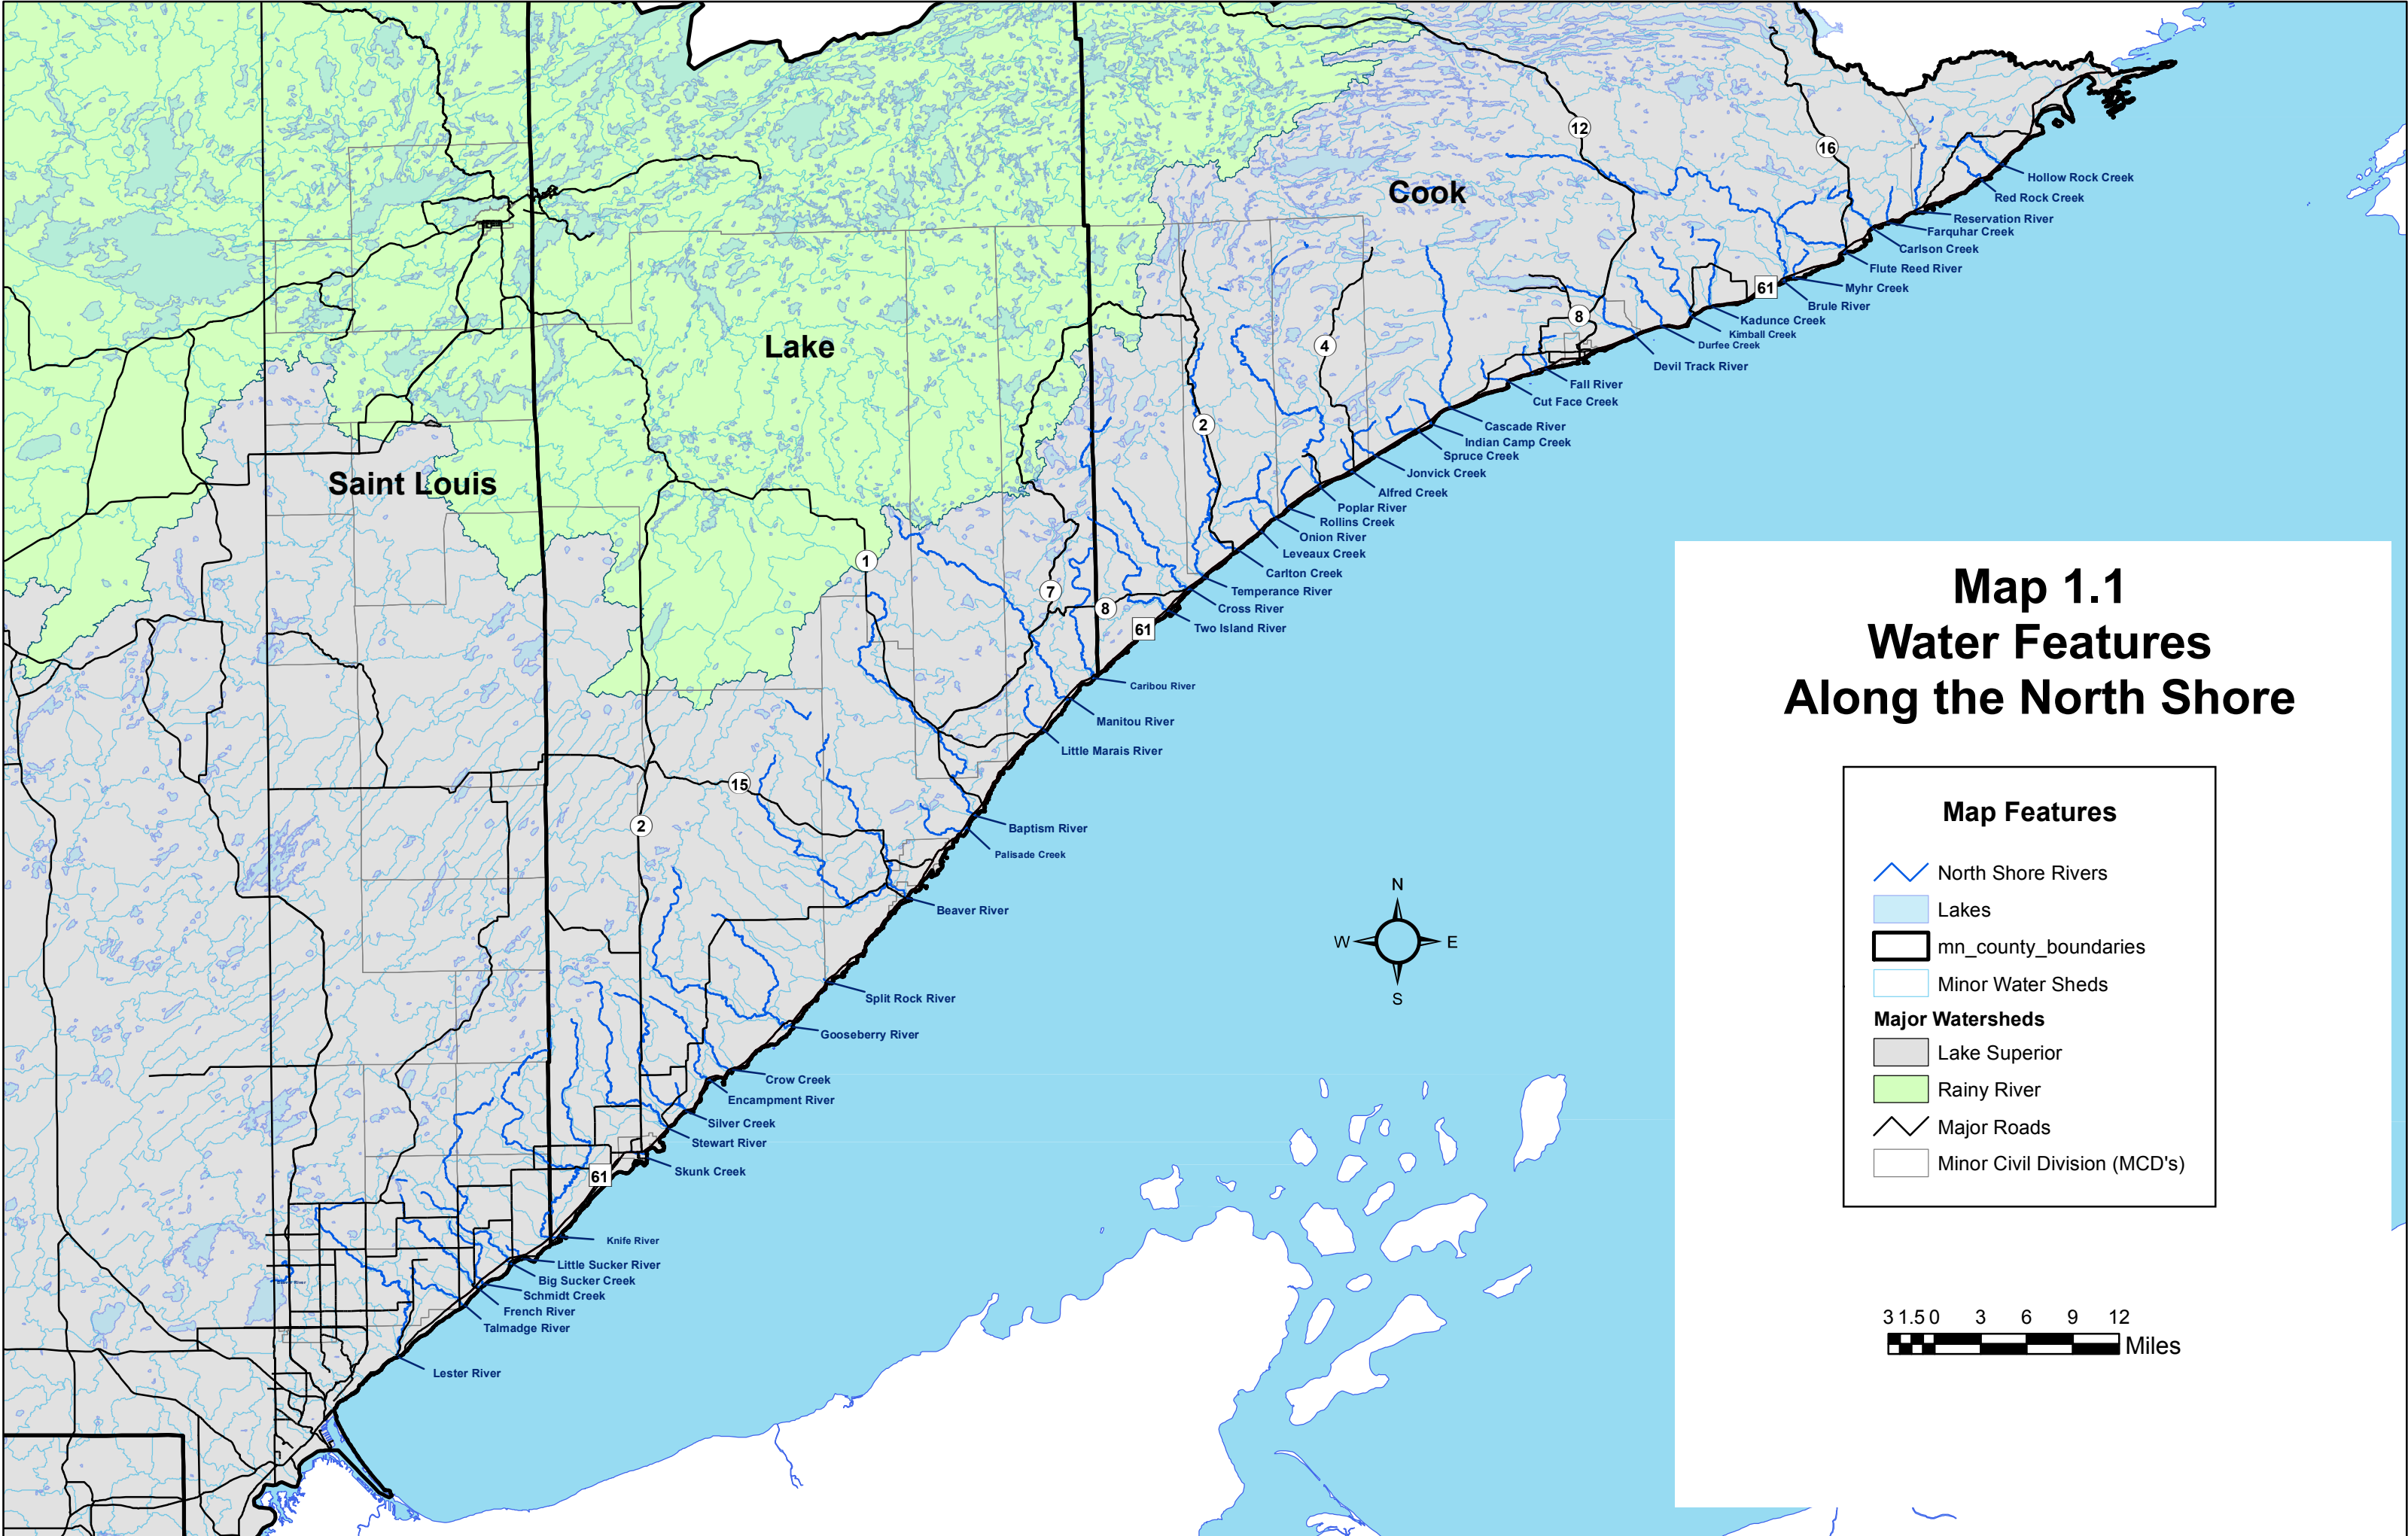 Cook
Lake
Saint Louis
12
16
61
8
4
2
1
7
8
61
15
2
61
Hollow Rock Creek
Red Rock Creek
Reservation River
Farquhar Creek
Carlson Creek
Flute Reed River
Myhr Creek
Brule River
Kadunce Creek
Kimball Creek
Durfee Creek
Devil Track River
Fall River
Cut Face Creek
Cascade River
Indian Camp Creek
Spruce Creek
Jonvick Creek
Alfred Creek
Poplar River
Rollins Creek
Onion River
Leveaux Creek
Carlton Creek
Temperance River
Cross River
Two Island River
Caribou River
Manitou River
Little Marais River
Baptism River
Palisade Creek
Beaver River
Split Rock River
Gooseberry River
Crow Creek
Encampment River
Silver Creek
Stewart River
Skunk Creek
Knife River
Little Sucker River
Big Sucker Creek
Schmidt Creek
French River
Talmadge River
Lester River
N
W
E
S
Map 1.1
Water Features
Along the North Shore
Map Features
North Shore Rivers
Lakes
mn_county_boundaries
Minor Water Sheds
Major Watersheds
Lake Superior
Rainy River
Major Roads
Minor Civil Division (MCD's)
3 1.5 0 3 6 9 12
Miles